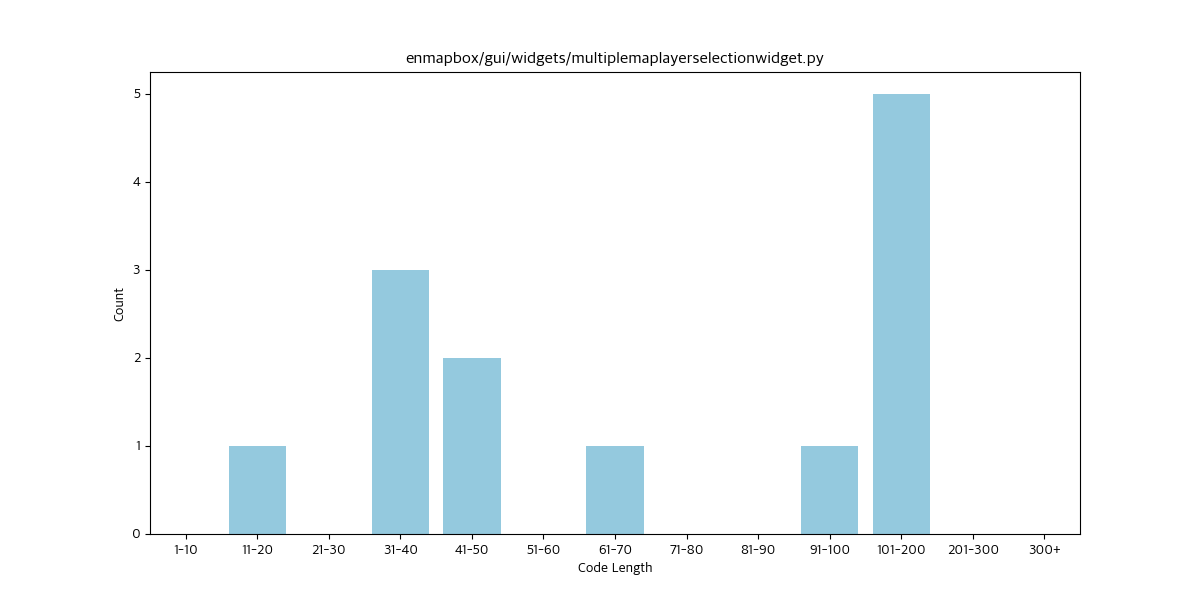 enmapbox/gui/widgets/multiplemaplayerselectionwidget.py
5
4
3
2
1
0
Count
1-10 11-20 21-30 31-40 41-50 51-60 61-70 71-80 81-90 91-100 101-200 201-300 300+
Code Length